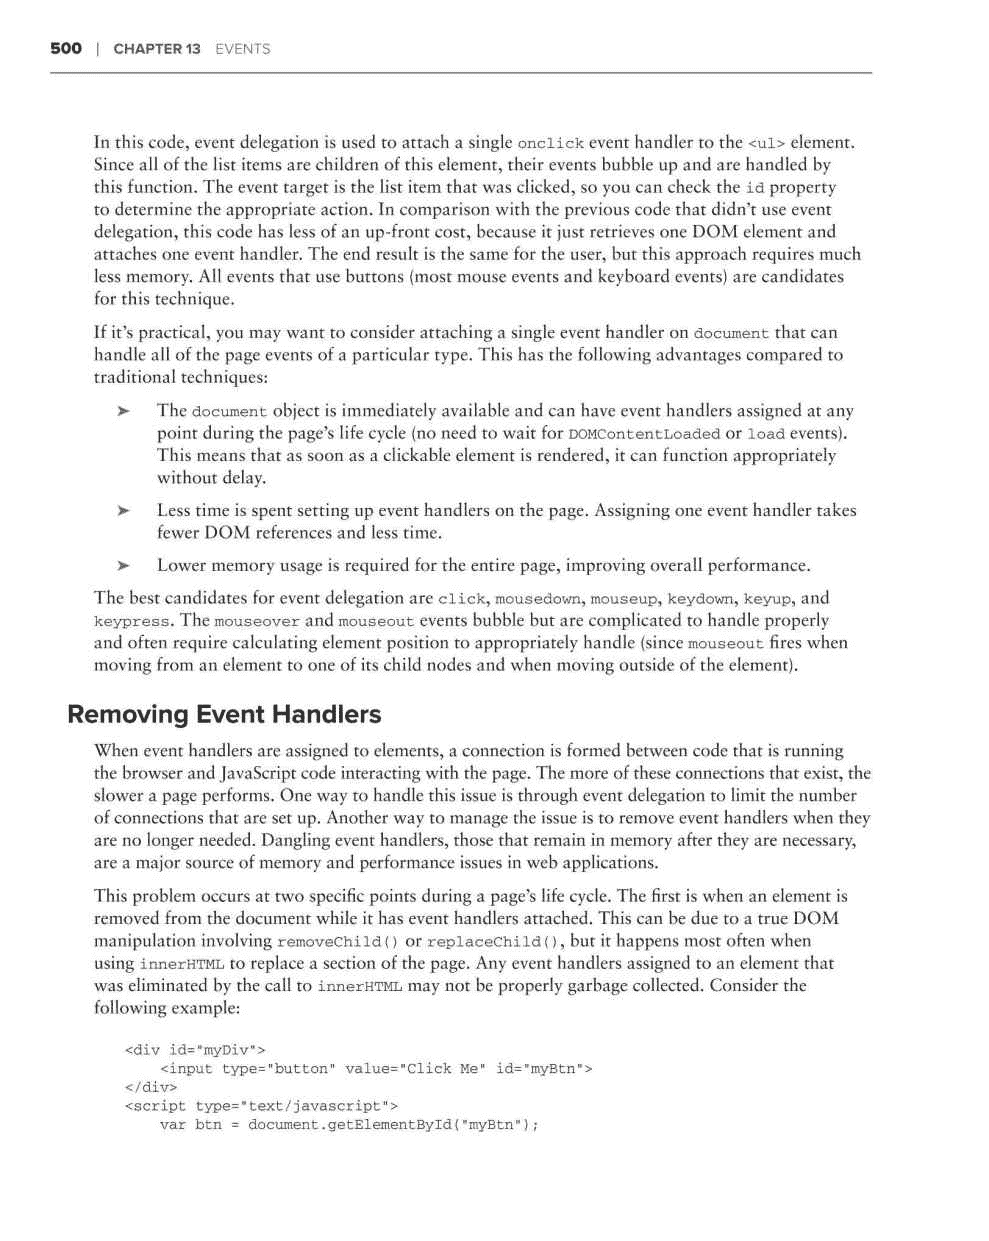 500 | CHAPTER 13 EVENTS
In this code, event delegation is used to attach a single onclick event handler to the <ul> element.
Since all of the list items are children of this element, their events bubble up and are handled by
this function. The event target is the list item that was clicked, so you can check the id property
to determine the appropriate action. In comparison with the previous code that didn’t use event
delegation, this code has less of an up-front cost, because it just retrieves one DOM element and
attaches one event handler. The end result is the same for the user, but this approach requires much
less memory. All events that use buttons (most mouse events and keyboard events) are candidates
for this technique.
If it’s practical, you may want to consider attaching a single event handler on document that can
handle all of the page events of a particular type. This has the following advantages compared to
traditional techniques:
➤ The document object is immediately available and can have event handlers assigned at any
point during the page’s life cycle (no need to wait for DOMContentLoaded or load events).
This means that as soon as a clickable element is rendered, it can function appropriately
without delay.
➤ Less time is spent setting up event handlers on the page. Assigning one event handler takes
fewer DOM references and less time.
➤ Lower memory usage is required for the entire page, improving overall performance.
The best candidates for event delegation are click, mousedown, mouseup, keydown, keyup, and
keypress. The mouseover and mouseout events bubble but are complicated to handle properly
and often require calculating element position to appropriately handle (since mouseout fires when
moving from an element to one of its child nodes and when moving outside of the element).
Removing Event Handlers
When event handlers are assigned to elements, a connection is formed between code that is running
the browser and JavaScript code interacting with the page. The more of these connections that exist, the
slower a page performs. One way to handle this issue is through event delegation to limit the number
of connections that are set up. Another way to manage the issue is to remove event handlers when they
are no longer needed. Dangling event handlers, those that remain in memory after they are necessary,
are a major source of memory and performance issues in web applications.
This problem occurs at two specific points during a page’s life cycle. The first is when an element is
removed from the document while it has event handlers attached. This can be due to a true DOM
manipulation involving removeChild() or replaceChild(), but it happens most often when
using innerHTML to replace a section of the page. Any event handlers assigned to an element that
was eliminated by the call to innerHTML may not be properly garbage collected. Consider the
following example:
<div id="myDiv">
    <input type="button" value="Click Me" id="myBtn">
</div>
<script type="text/javascript">
    var btn = document.getElementById("myBtn");